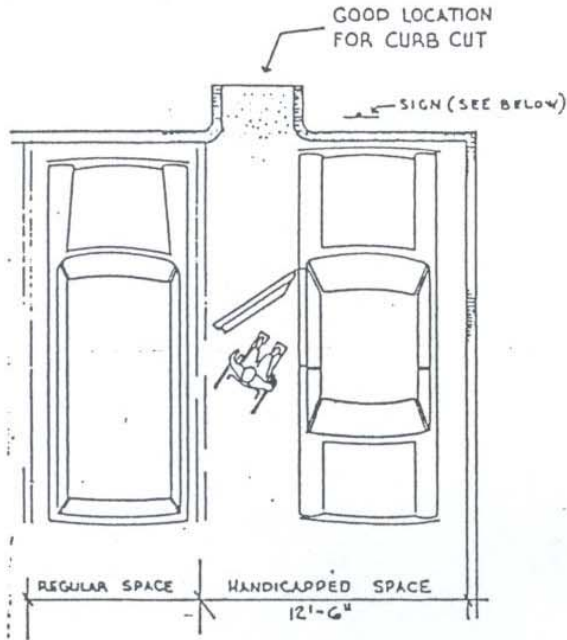 GOOD LOCATION
FOR CURB CUT
SIGN (SEE BELOW)
REGULAR SPACE
HANDICAPPED SPACE
12'-6"